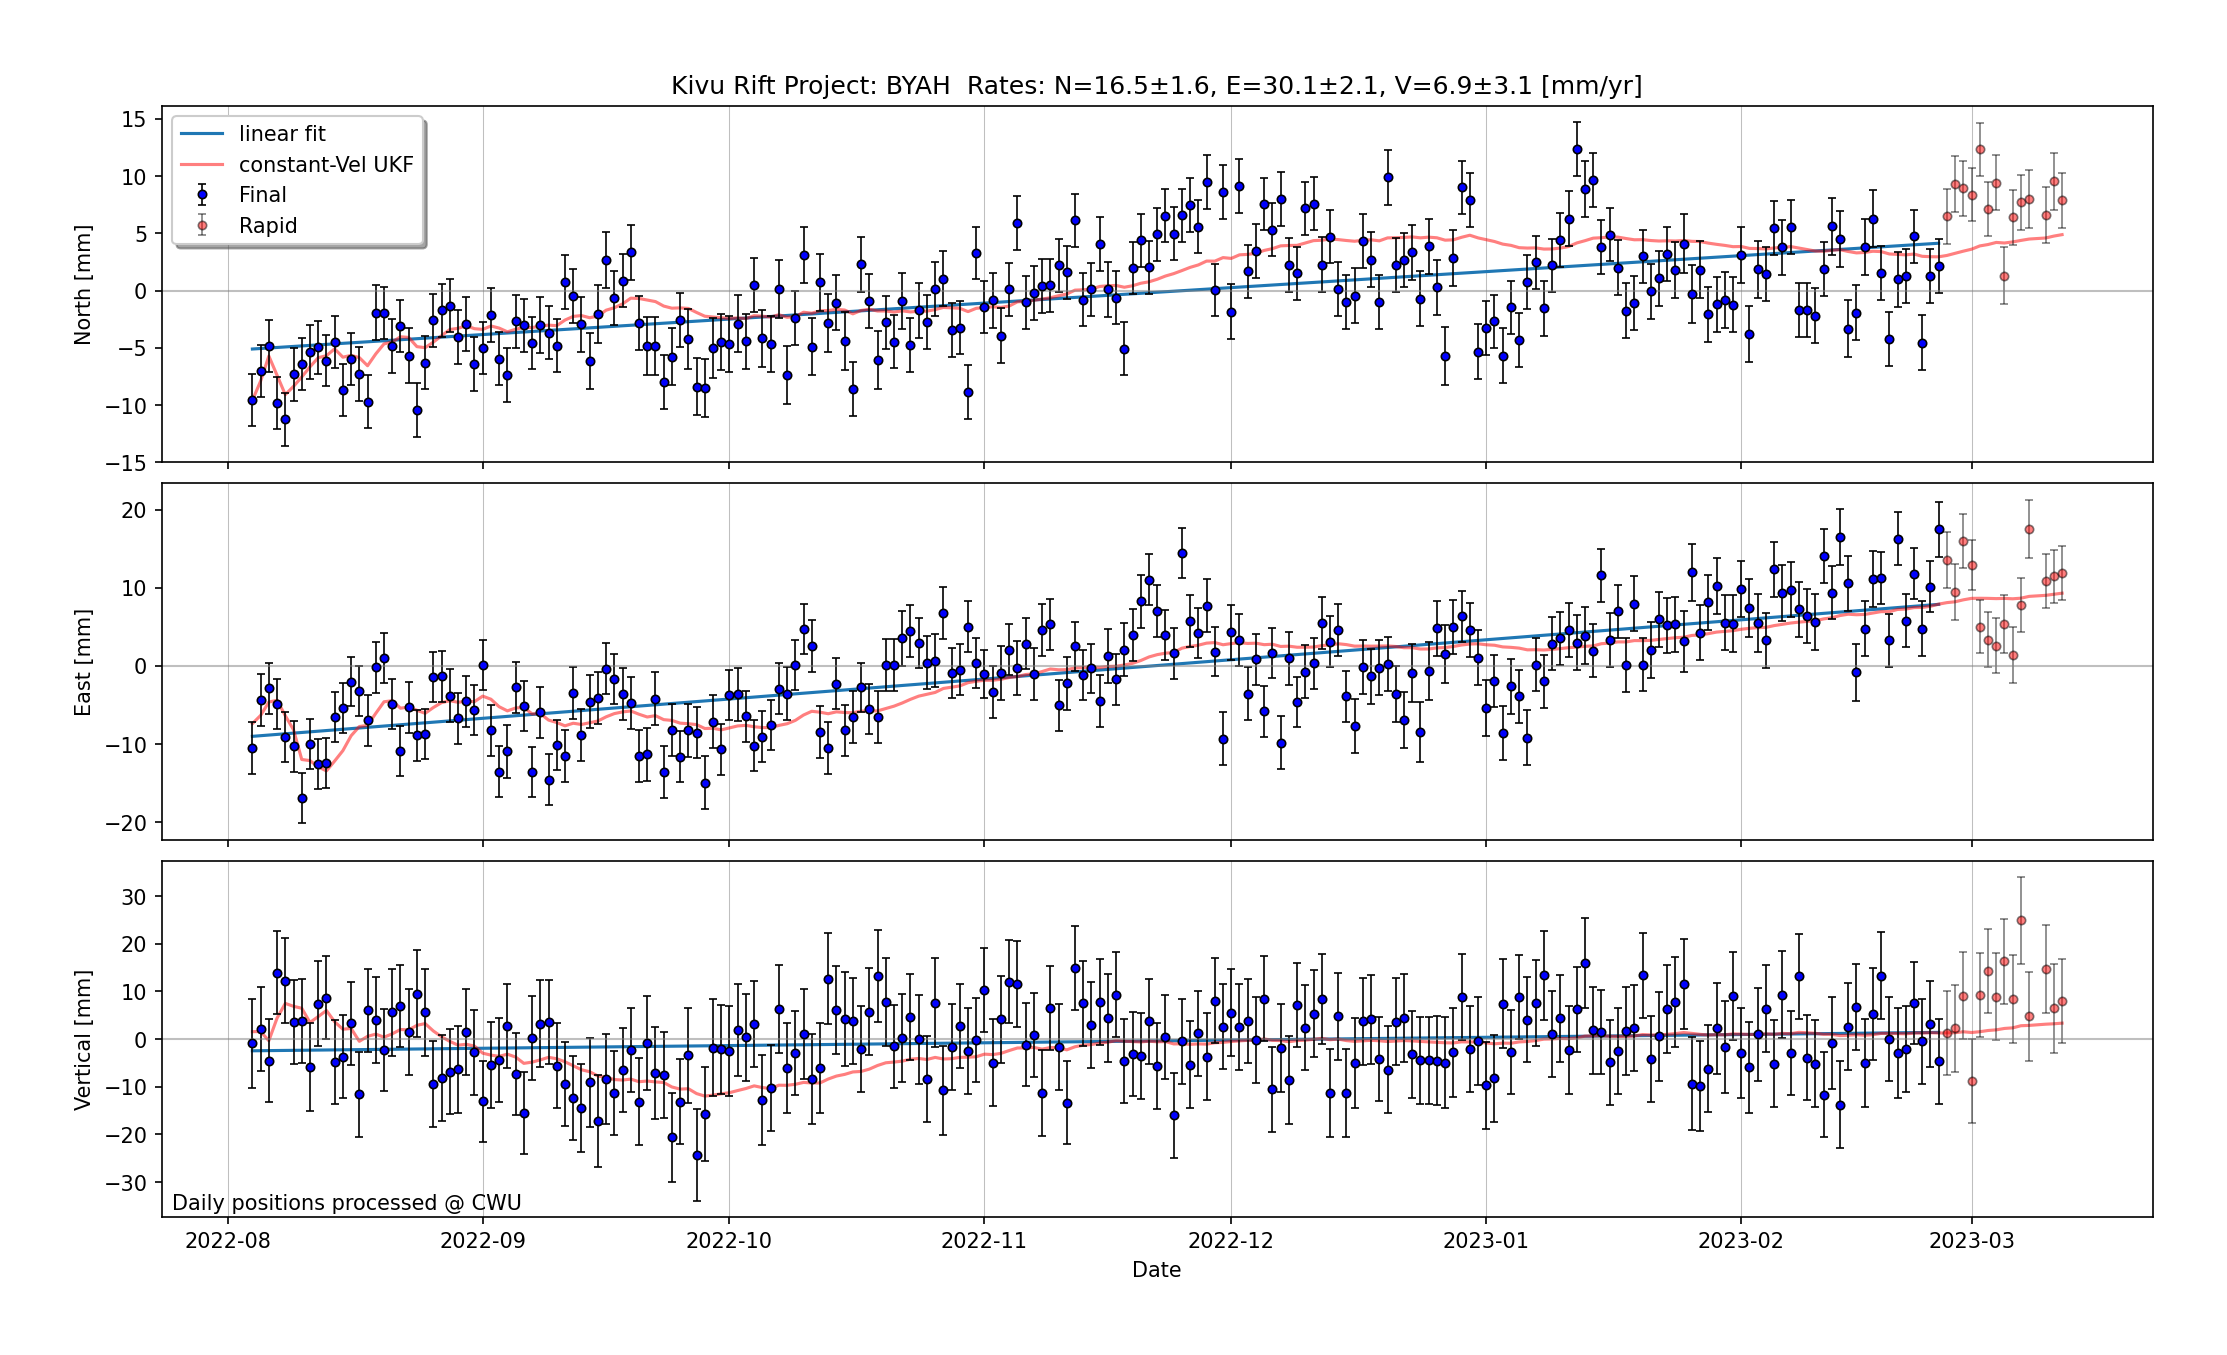 Kivu Rift Project: BYAH  Rates: N=16.5±1.6, E=30.1±2.1, V=6.9±3.1 [mm/yr]
linear fit
constant-Vel UKF
Final
Rapid
North [mm]
15
10
5
0
−5
−10
−15
East [mm]
20
10
0
−10
−20
Vertical [mm]
30
20
10
0
−10
−20
−30
Daily positions processed @ CWU
2022-08 2022-09 2022-10 2022-11 2022-12 2023-01 2023-02 2023-03
Date